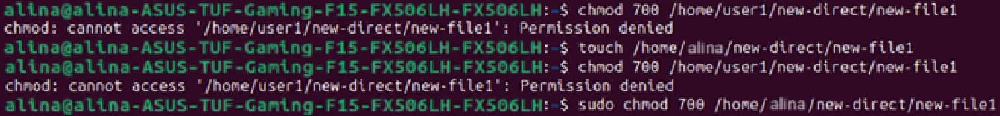 alina@alina-ASUS-TUF-Gaming-F15-FX506LH-FX506LH:~$ chmod 700 /home/user1/new-direct/new-file1
chmod: cannot access '/home/user1/new-direct/new-file1': Permission denied
alina@alina-ASUS-TUF-Gaming-F15-FX506LH-FX506LH:~$ touch /home/alina/new-direct/new-file1
alina@alina-ASUS-TUF-Gaming-F15-FX506LH-FX506LH:~$ chmod 700 /home/user1/new-direct/new-file1
chmod: cannot access '/home/user1/new-direct/new-file1': Permission denied
alina@alina-ASUS-TUF-Gaming-F15-FX506LH-FX506LH:~$ sudo chmod 700 /home/alina/new-direct/new-file1